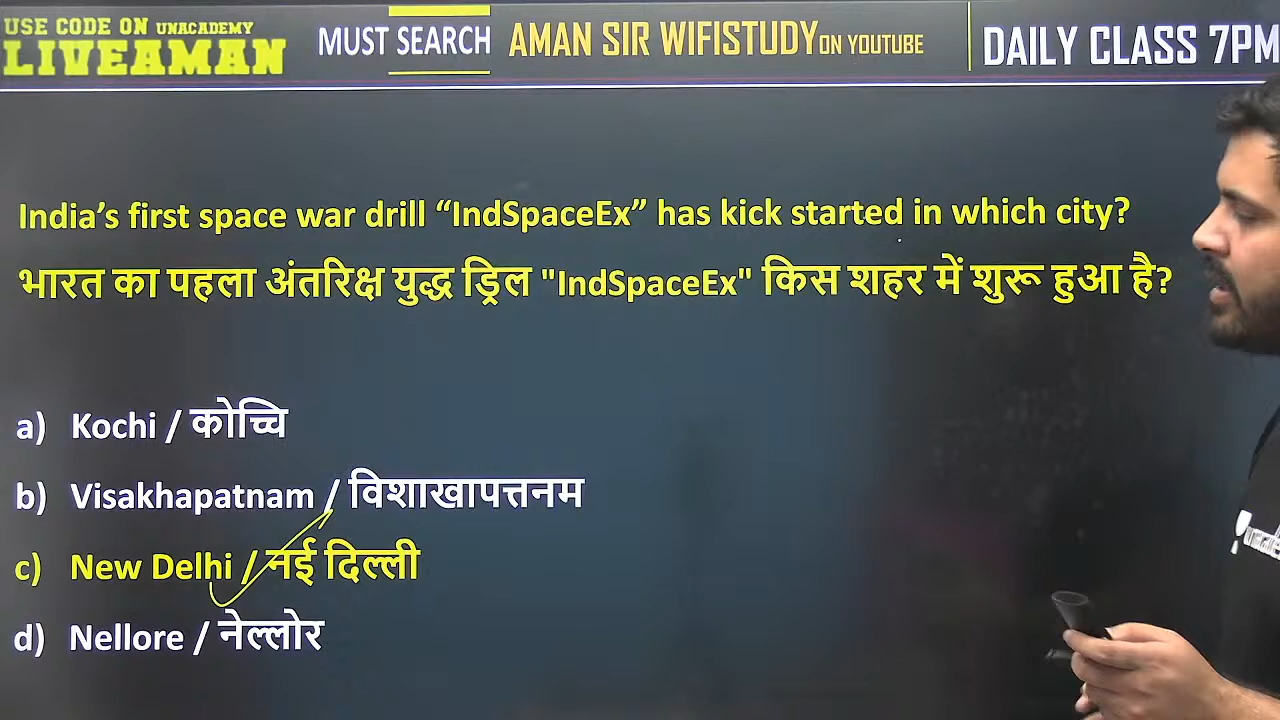 USE CODE ON UNACADEMY
LIVEAMAN
MUST SEARCH
AMAN SIR WIFISTUDY ON YOUTUBE
DAILY CLASS 7PM
India’s first space war drill “IndSpaceEx” has kick started in which city?
भारत का पहला अंतरिक्ष युद्ध ड्रिल "IndSpaceEx" किस शहर में शुरू हुआ है?
a) Kochi / कोच्चि
b) Visakhapatnam / विशाखापत्तनम
c) New Delhi / नई दिल्ली
d) Nellore / नेल्लोर